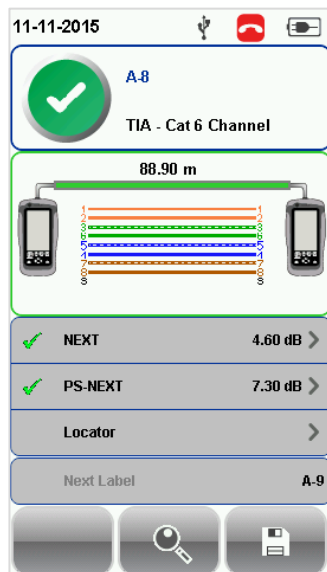 11-11-2015
A-8
TIA - Cat 6 Channel
88.90 m
1 1
2 2
3 3
6 6
5 5
4 4
7 7
8 8
S S
NEXT 4.60 dB
PS-NEXT 7.30 dB
Locator
Next Label A-9